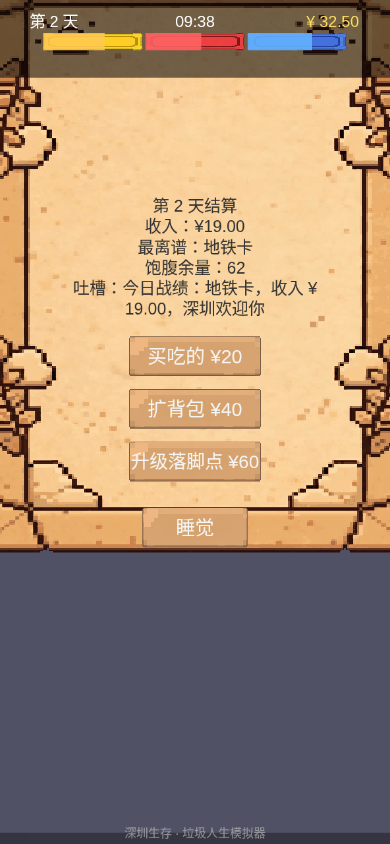 第 2 天
09:38
¥ 32.50
第 2 天结算
收入：¥19.00
最离谱：地铁卡
饱腹余量：62
吐槽：今日战绩：地铁卡，收入 ¥
19.00，深圳欢迎你
买吃的 ¥20
扩背包 ¥40
升级落脚点 ¥60
睡觉
深圳生存 · 垃圾人生模拟器